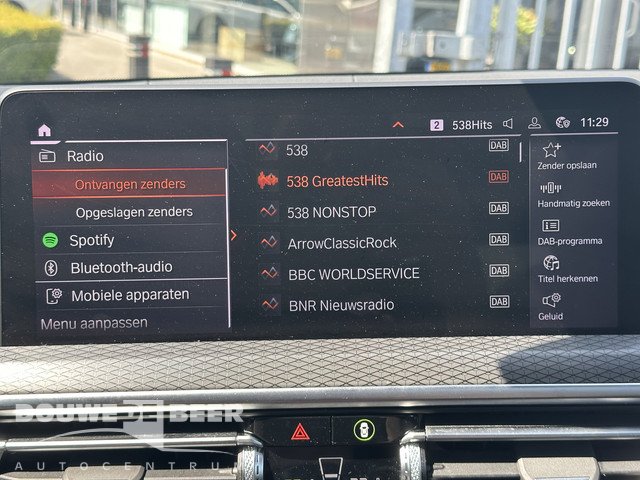 2 538Hits 11:29
Radio
Ontvangen zenders
Opgeslagen zenders
Spotify
Bluetooth-audio
Mobiele apparaten
Menu aanpassen
538 DAB
538 GreatestHits DAB
538 NONSTOP DAB
ArrowClassicRock DAB
BBC WORLDSERVICE DAB
BNR Nieuwsradio DAB
Zender opslaan
Handmatig zoeken
DAB-programma
Titel herkennen
Geluid
DOUWE DE BEER
AUTOCENTRUM